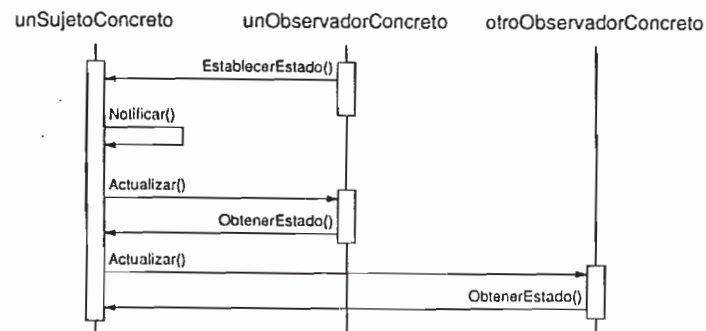 unSujetoConcreto unObservadorConcreto otroObservadorConcreto
EstablecerEstado()
Notificar()
Actualizar()
ObtenerEstado()
Actualizar()
ObtenerEstado()